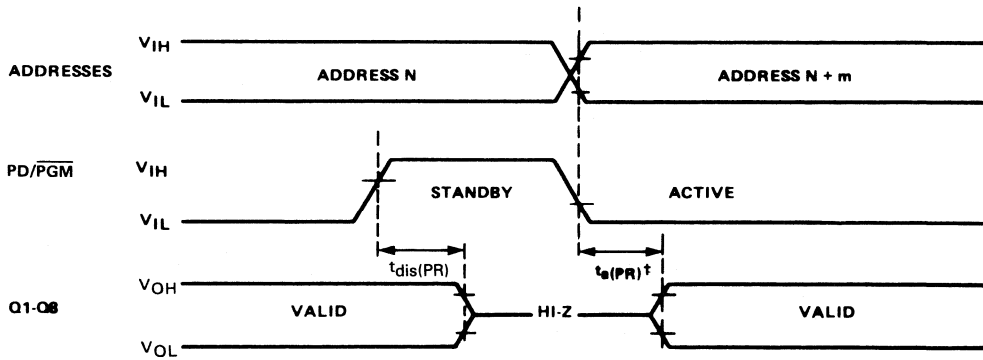 VIH
ADDRESSES
ADDRESS N
ADDRESS N + m
VIL
PD/PGM
VIH
STANDBY
ACTIVE
VIL
tdis(PR)
ta(PR)†
VOH
Q1-Q8
VALID
HI-Z
VALID
VOL